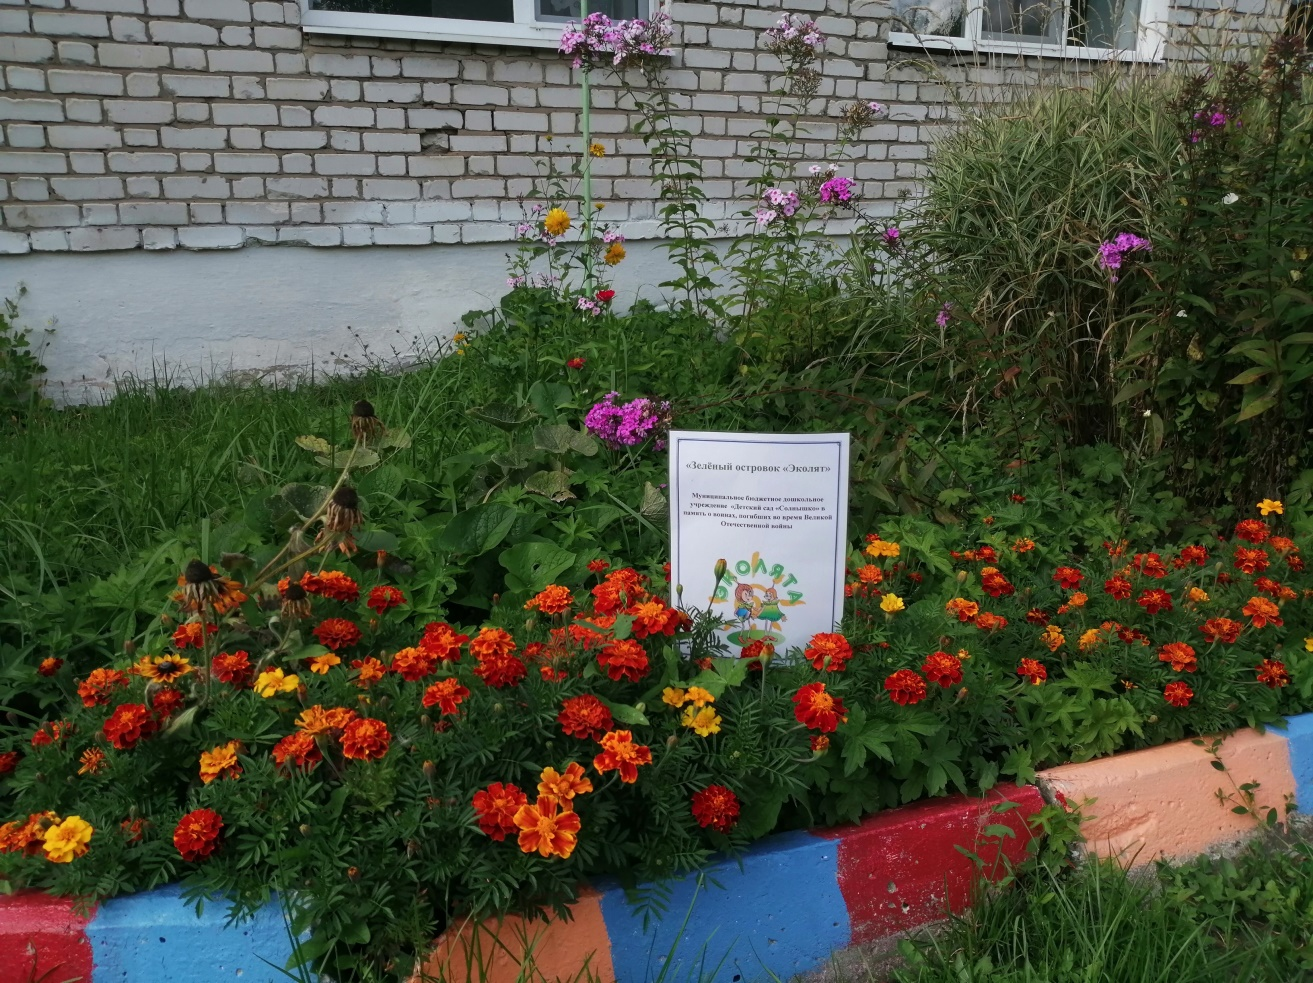 «Зелёный островок «Эколят»
Муниципальное бюджетное дошкольное
учреждение «Детский сад «Солнышко» в
память о воинах, погибших во время Великой
Отечественной войны
ЭКОЛЯТА